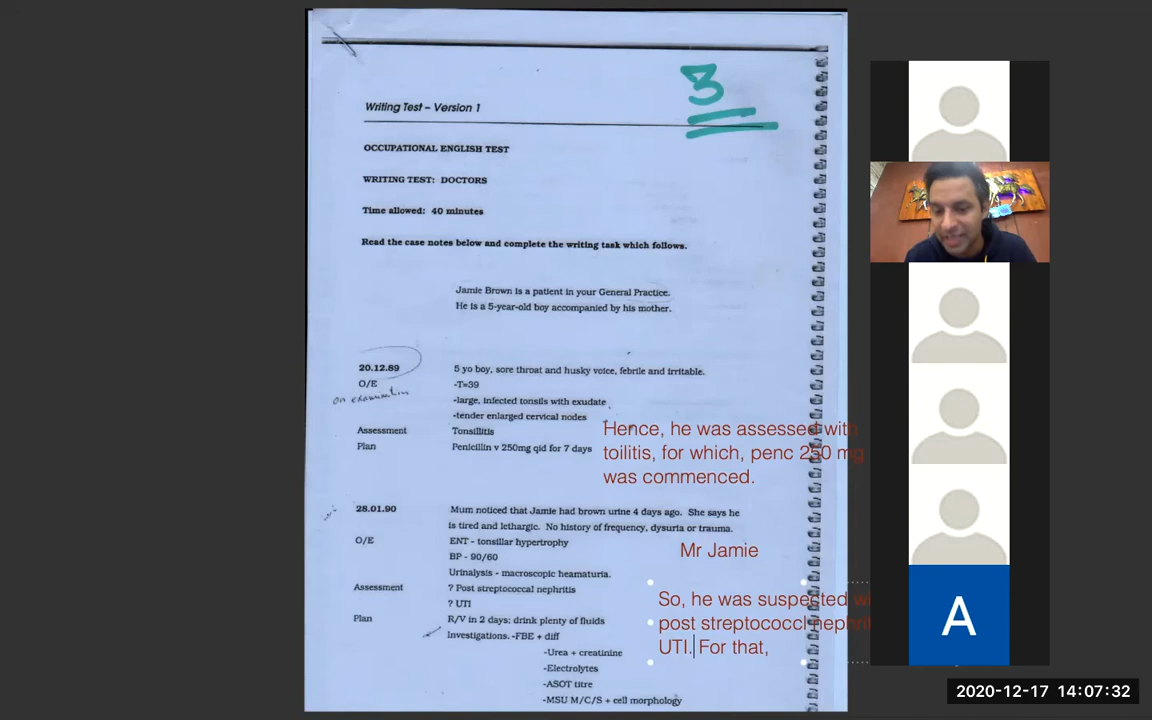 3
Writing Test – Version 1
OCCUPATIONAL ENGLISH TEST
WRITING TEST: DOCTORS
Time allowed: 40 minutes
Read the case notes below and complete the writing task which follows.
Jamie Brown is a patient in your General Practice.
He is a 5-year-old boy accompanied by his mother.
20.12.89 5 yo boy, sore throat and husky voice, febrile and irritable.
O/E -T=39
on examination
-large, infected tonsils with exudate
-tender enlarged cervical nodes
Assessment Tonsillitis
Plan Penicillin v 250mg qid for 7 days
Hence, he was assessed with
toilitis, for which, penc 250 mg
was commenced.
28.01.90 Mum noticed that Jamie had brown urine 4 days ago. She says he
is tired and lethargic. No history of frequency, dysuria or trauma.
O/E ENT - tonsillar hypertrophy
BP - 90/60
Urinalysis - macroscopic heamaturia.
Mr Jamie
Assessment ? Post streptococcal nephritis
? UTI
Plan R/V in 2 days; drink plenty of fluids
Investigations. -FBE + diff
-Urea + creatinine
-Electrolytes
-ASOT titre
-MSU M/C/S + cell morphology
So, he was suspected
post streptococcl nephri
UTI. For that,
A
2020-12-17 14:07:32